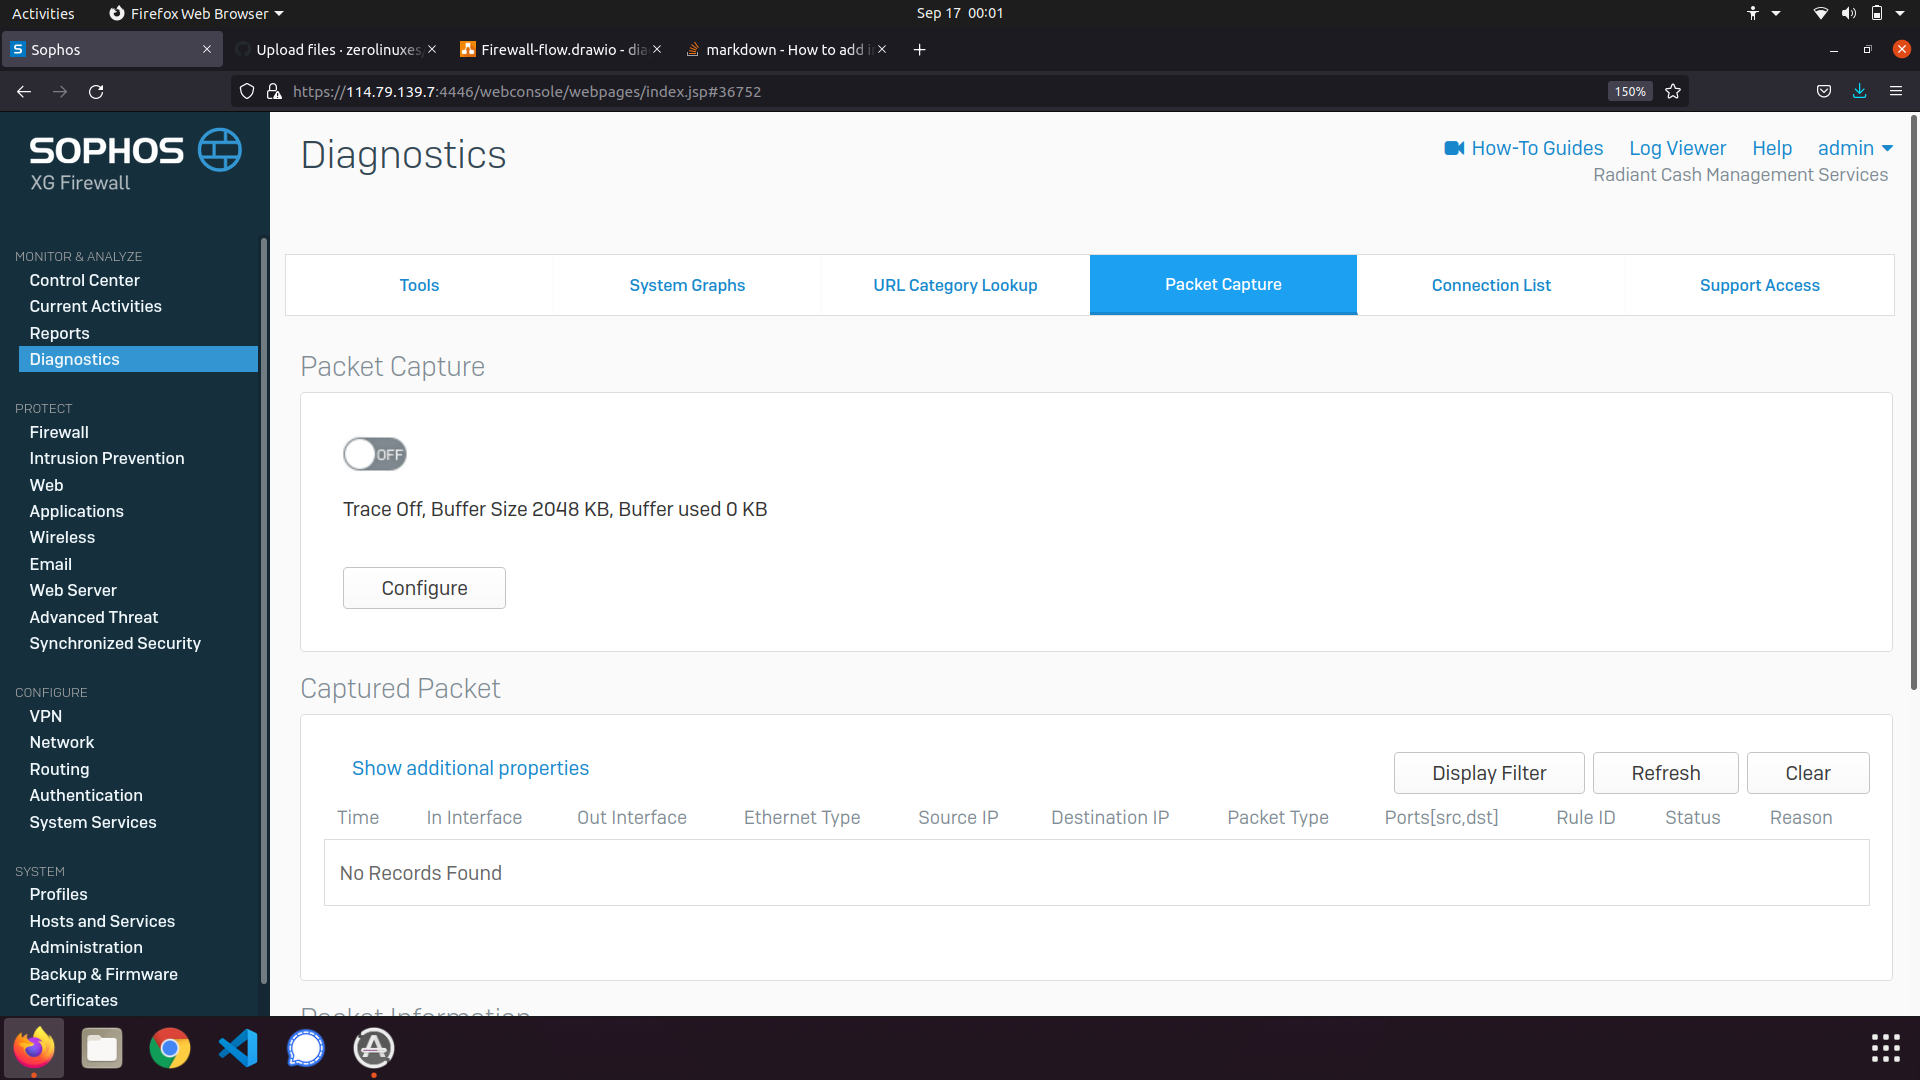 Activities
Firefox Web Browser
Sep 17 00:01
Sophos
Upload files · zerolinuxes/
Firewall-flow.drawio - dia
markdown - How to add i
https://114.79.139.7:4446/webconsole/webpages/index.jsp#36752
150%
SOPHOS
XG Firewall
Diagnostics
How-To Guides
Log Viewer
Help
admin
Radiant Cash Management Services
MONITOR & ANALYZE
Control Center
Current Activities
Reports
Diagnostics
PROTECT
Firewall
Intrusion Prevention
Web
Applications
Wireless
Email
Web Server
Advanced Threat
Synchronized Security
CONFIGURE
VPN
Network
Routing
Authentication
System Services
SYSTEM
Profiles
Hosts and Services
Administration
Backup & Firmware
Certificates
Tools
System Graphs
URL Category Lookup
Packet Capture
Connection List
Support Access
Packet Capture
OFF
Trace Off, Buffer Size 2048 KB, Buffer used 0 KB
Configure
Captured Packet
Show additional properties
Display Filter
Refresh
Clear
Time
In Interface
Out Interface
Ethernet Type
Source IP
Destination IP
Packet Type
Ports[src,dst]
Rule ID
Status
Reason
No Records Found
Packet Information